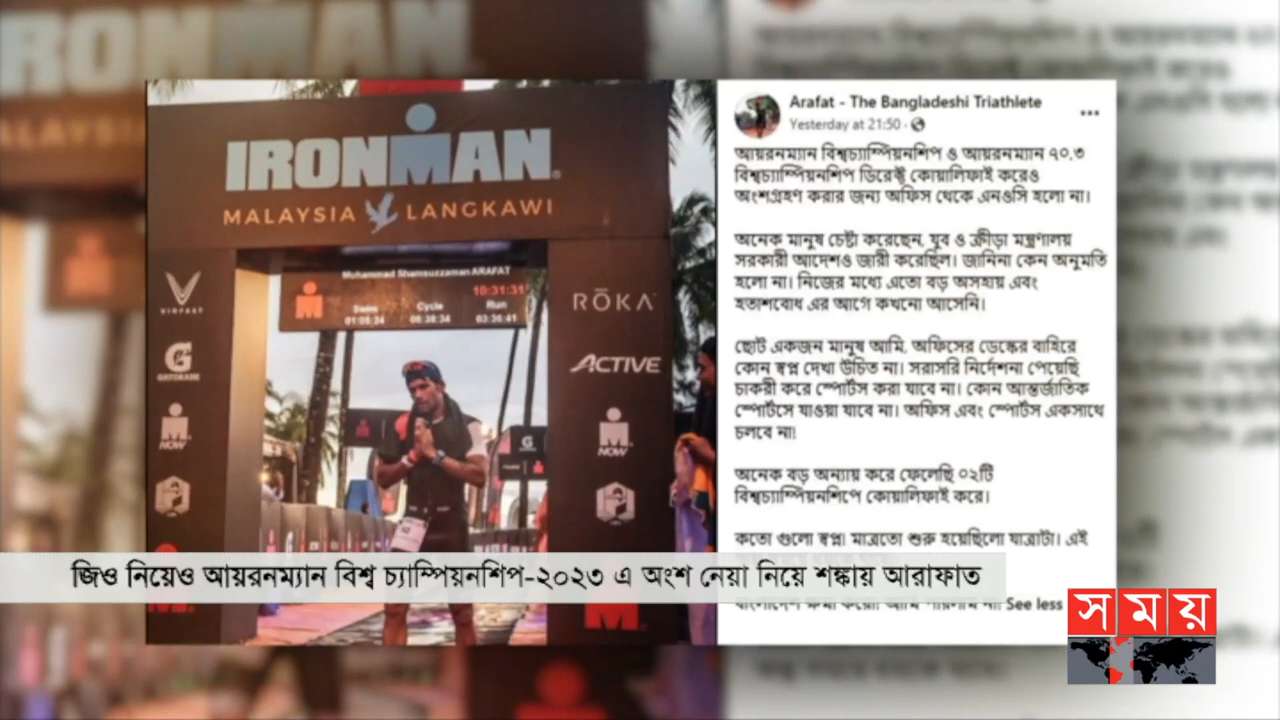 IRONMAN
MALAYSIA LANGKAWI
Muhammad Shamsuzzaman ARAFAT
10:31:31
Swim Cycle Run
01:05:34 05:38:34 03:36:41
VINFAST
GATORADE
NOW
RŌKA
ACTIVE
NOW
Arafat - The Bangladeshi Triathlete
Yesterday at 21:50
আয়রনম্যান বিশ্বচ্যাম্পিয়নশিপ ও আয়রনম্যান ৭০.৩
বিশ্বচ্যাম্পিয়নশিপ ডিরেক্ট কোয়ালিফাই করেও
অংশগ্রহণ করার জন্য অফিস থেকে এনওসি হলো না।
অনেক মানুষ চেষ্টা করেছেন, যুব ও ক্রীড়া মন্ত্রণালয়
সরকারী আদেশও জারী করেছিল। জানিনা কেন অনুমতি
হলো না। নিজের মধ্যে এতো বড় অসহায় এবং
হতাশবোধ এর আগে কখনো আসেনি।
ছোট একজন মানুষ আমি, অফিসের ডেস্কের বাহিরে
কোন স্বপ্ন দেখা উচিত না। সরাসরি নির্দেশনা পেয়েছি
চাকরী করে স্পোর্টস করা যাবে না। কোন আন্তর্জাতিক
স্পোর্টসে যাওয়া যাবে না। অফিস এবং স্পোর্টস একসাথে
চলবে না!
অনেক বড় অন্যায় করে ফেলেছি ০২টি
বিশ্বচ্যাম্পিয়নশিপে কোয়ালিফাই করে।
কতো গুলো স্বপ্ন! মাত্রতো শুরু হয়েছিলো যাত্রাটা। এই
See less
জিও নিয়েও আয়রনম্যান বিশ্ব চ্যাম্পিয়নশিপ-২০২৩ এ অংশ নেয়া নিয়ে শঙ্কায় আরাফাত
সময়